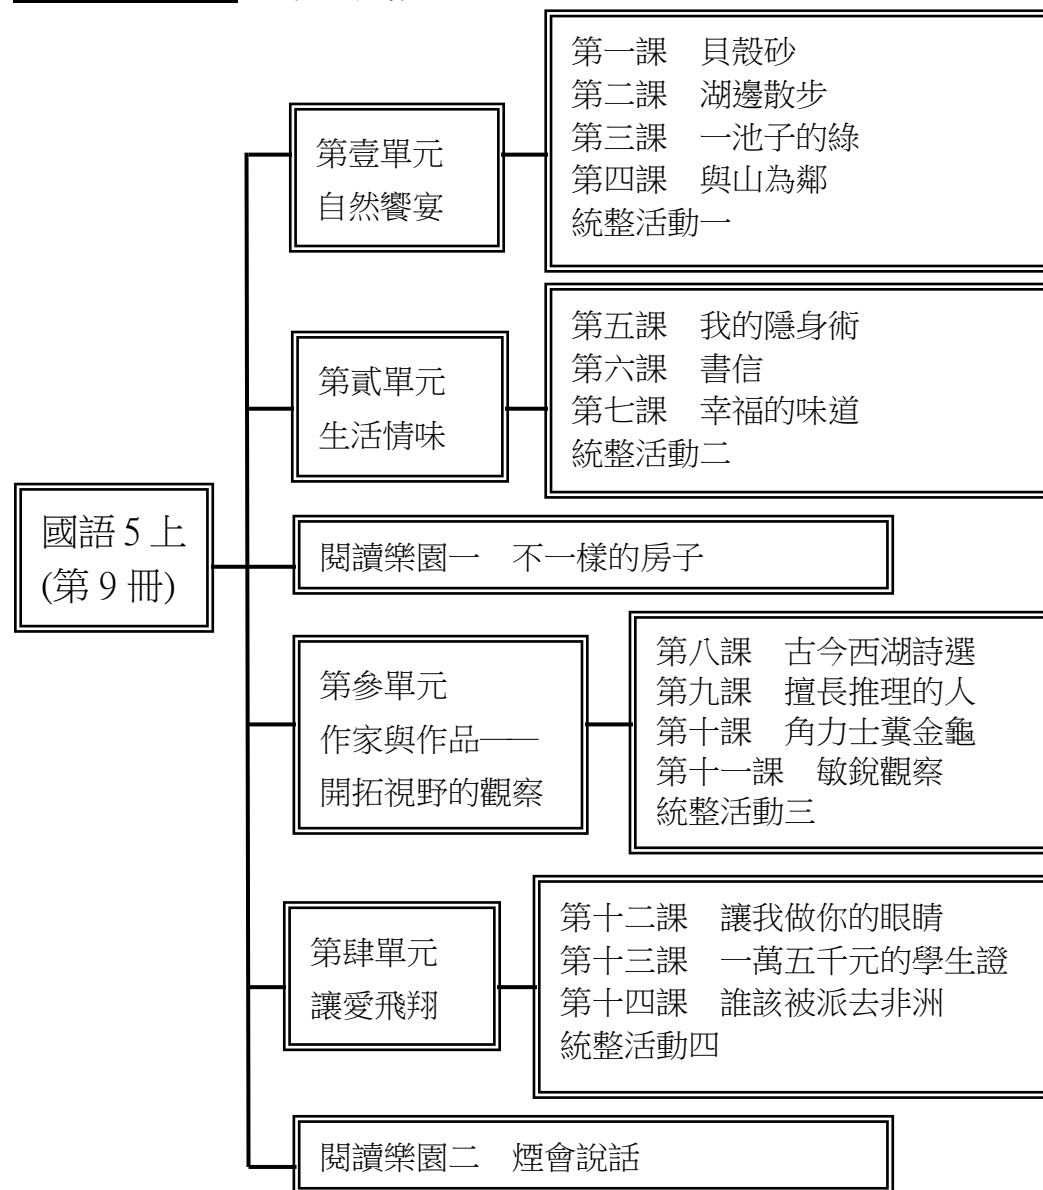 第一課　貝殼砂
第二課　湖邊散步
第三課　一池子的綠
第四課　與山為鄰
統整活動一
第壹單元
自然饗宴
第五課　我的隱身術
第六課　書信
第七課　幸福的味道
統整活動二
第貳單元
生活情味
國語 5 上
(第 9 冊)
閱讀樂園一　不一樣的房子
第八課　古今西湖詩選
第九課　擅長推理的人
第十課　角力士糞金龜
第十一課　敏銳觀察
統整活動三
第參單元
作家與作品——
開拓視野的觀察
第十二課　讓我做你的眼睛
第十三課　一萬五千元的學生證
第十四課　誰該被派去非洲
統整活動四
第肆單元
讓愛飛翔
閱讀樂園二　煙會說話